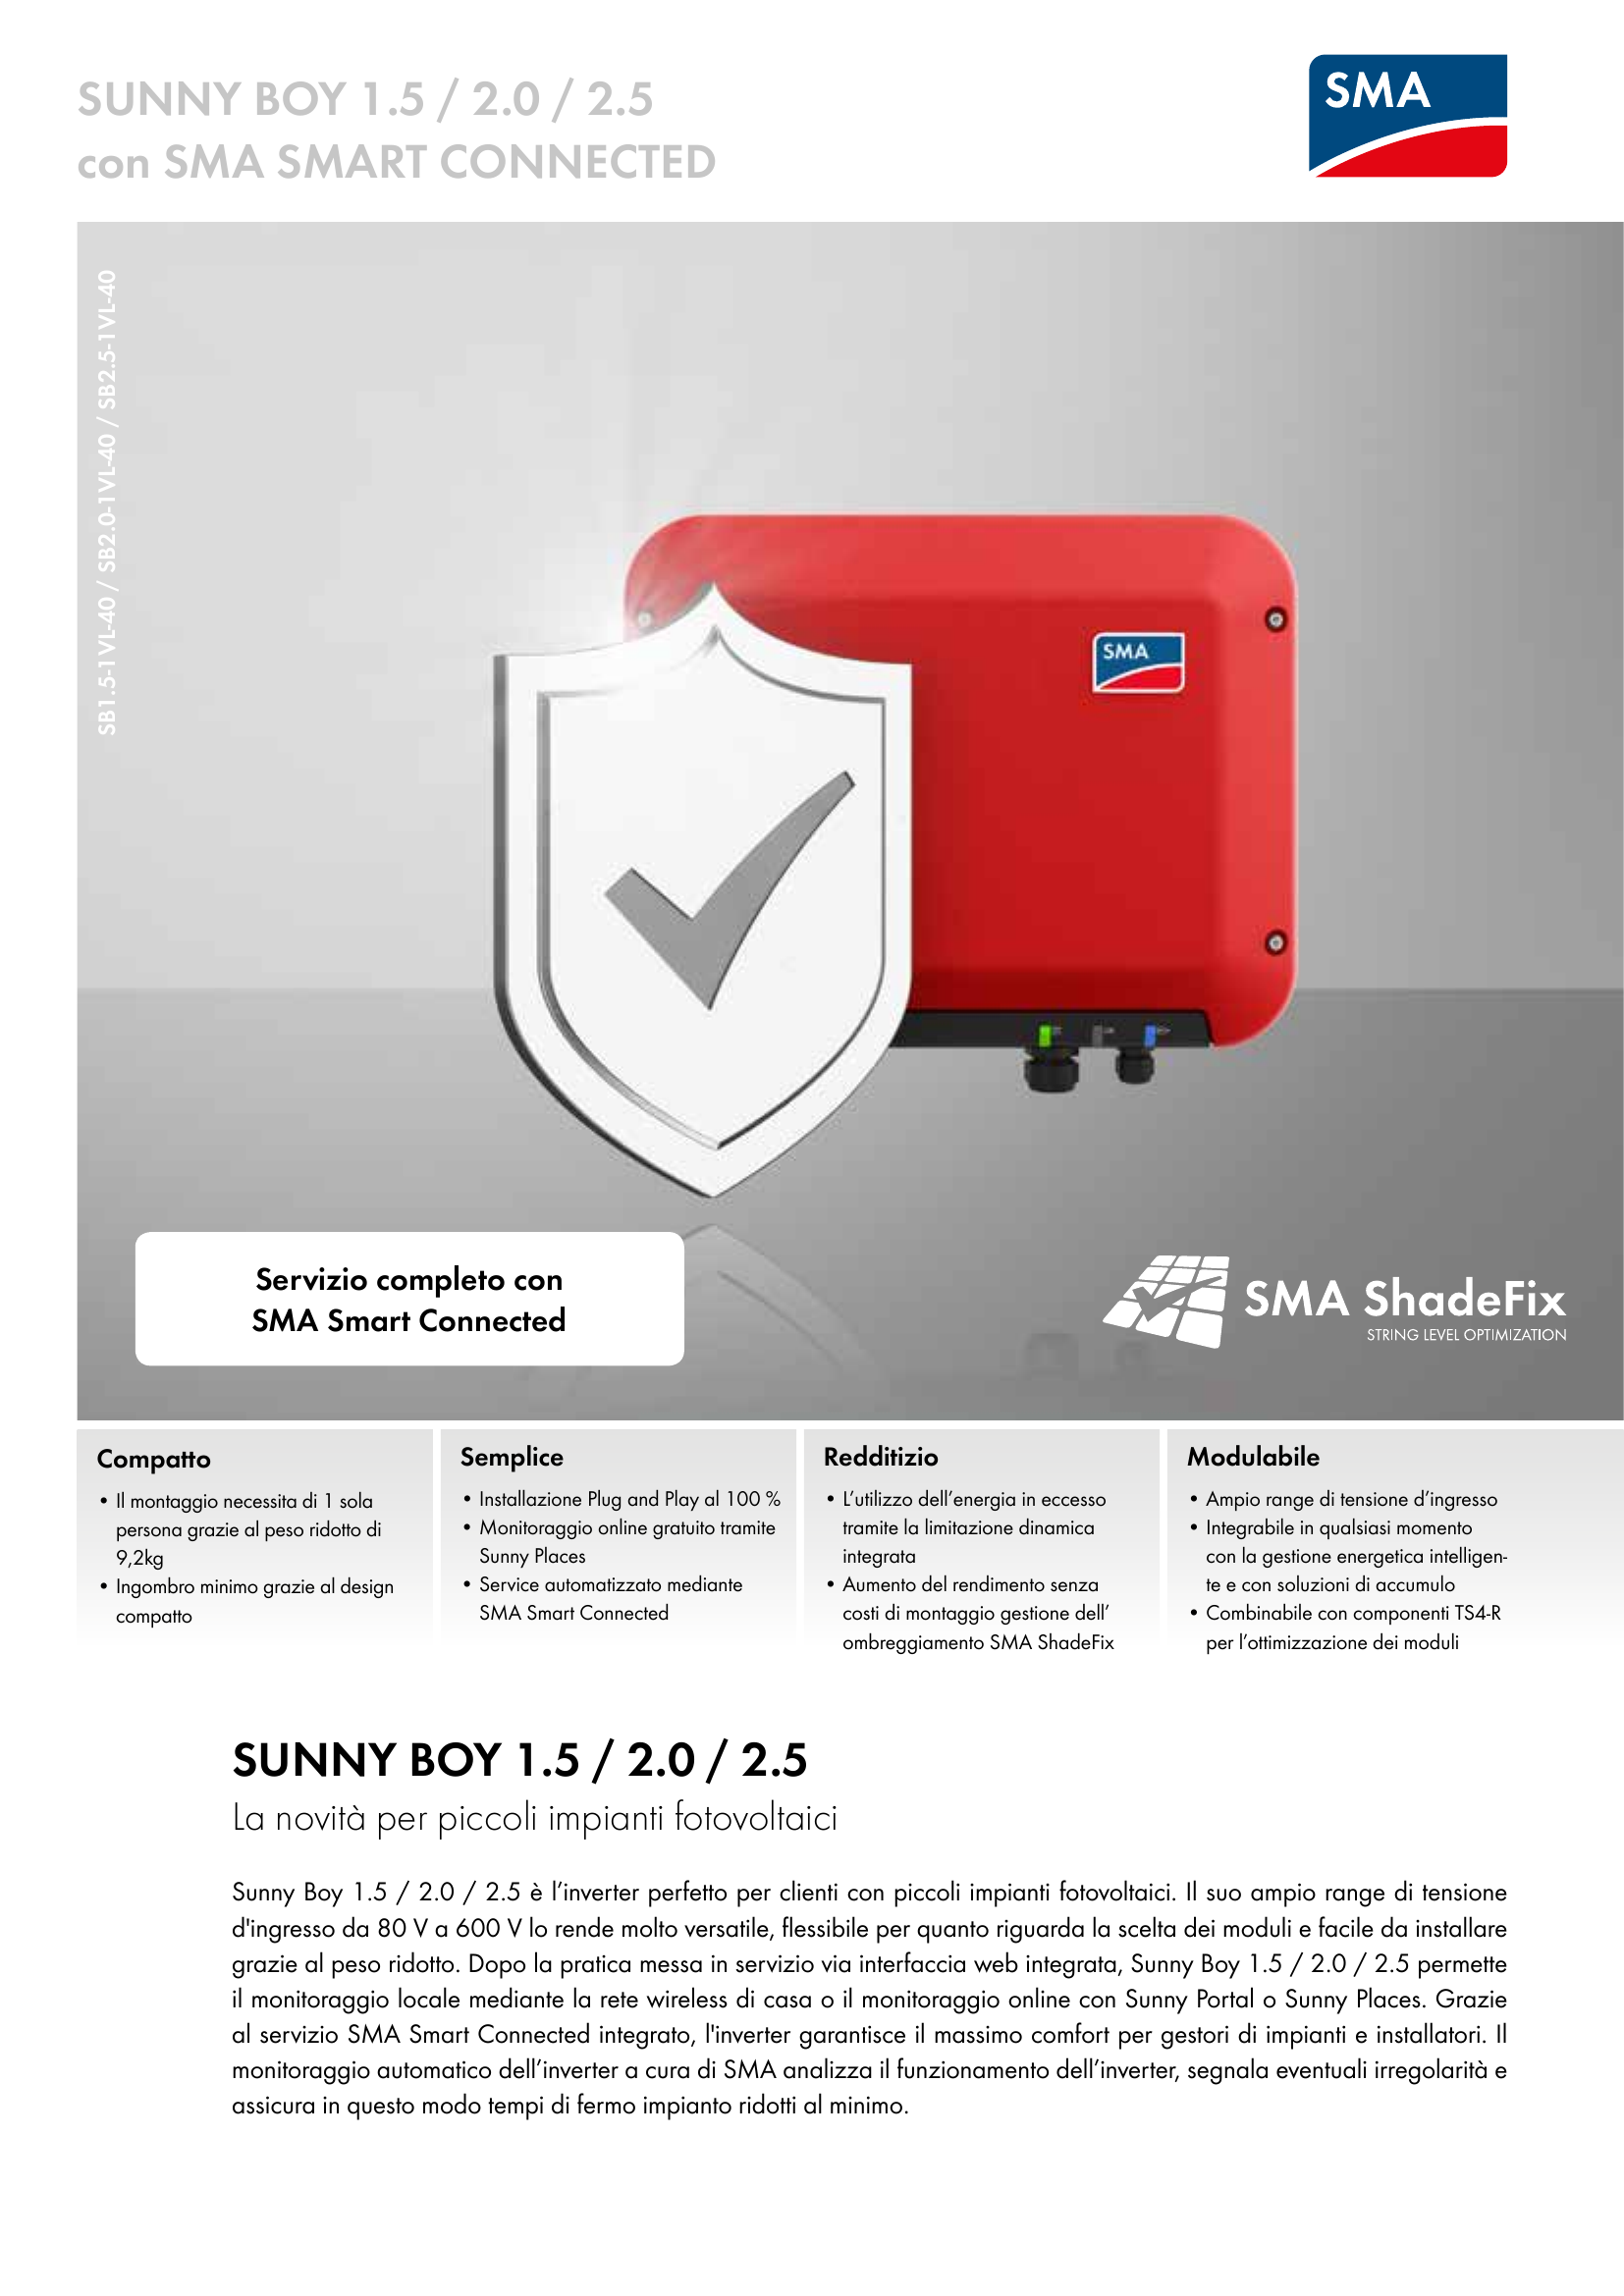 SUNNY BOY 1.5 / 2.0 / 2.5
con SMA SMART CONNECTED
SMA
SB1.5-1VL-40 / SB2.0-1VL-40 / SB2.5-1VL-40
SMA
Servizio completo con
SMA Smart Connected
SMA ShadeFix
STRING LEVEL OPTIMIZATION
Compatto
• Il montaggio necessita di 1 sola
persona grazie al peso ridotto di
9,2kg
• Ingombro minimo grazie al design
compatto
Semplice
• Installazione Plug and Play al 100 %
• Monitoraggio online gratuito tramite
Sunny Places
• Service automatizzato mediante
SMA Smart Connected
Redditizio
• L’utilizzo dell’energia in eccesso
tramite la limitazione dinamica
integrata
• Aumento del rendimento senza
costi di montaggio gestione dell’
ombreggiamento SMA ShadeFix
Modulabile
• Ampio range di tensione d’ingresso
• Integrabile in qualsiasi momento
con la gestione energetica intelligen-
te e con soluzioni di accumulo
• Combinabile con componenti TS4-R
per l’ottimizzazione dei moduli
SUNNY BOY 1.5 / 2.0 / 2.5
La novità per piccoli impianti fotovoltaici
Sunny Boy 1.5 / 2.0 / 2.5 è l’inverter perfetto per clienti con piccoli impianti fotovoltaici. Il suo ampio range di tensione
d'ingresso da 80 V a 600 V lo rende molto versatile, flessibile per quanto riguarda la scelta dei moduli e facile da installare
grazie al peso ridotto. Dopo la pratica messa in servizio via interfaccia web integrata, Sunny Boy 1.5 / 2.0 / 2.5 permette
il monitoraggio locale mediante la rete wireless di casa o il monitoraggio online con Sunny Portal o Sunny Places. Grazie
al servizio SMA Smart Connected integrato, l'inverter garantisce il massimo comfort per gestori di impianti e installatori. Il
monitoraggio automatico dell’inverter a cura di SMA analizza il funzionamento dell’inverter, segnala eventuali irregolarità e
assicura in questo modo tempi di fermo impianto ridotti al minimo.